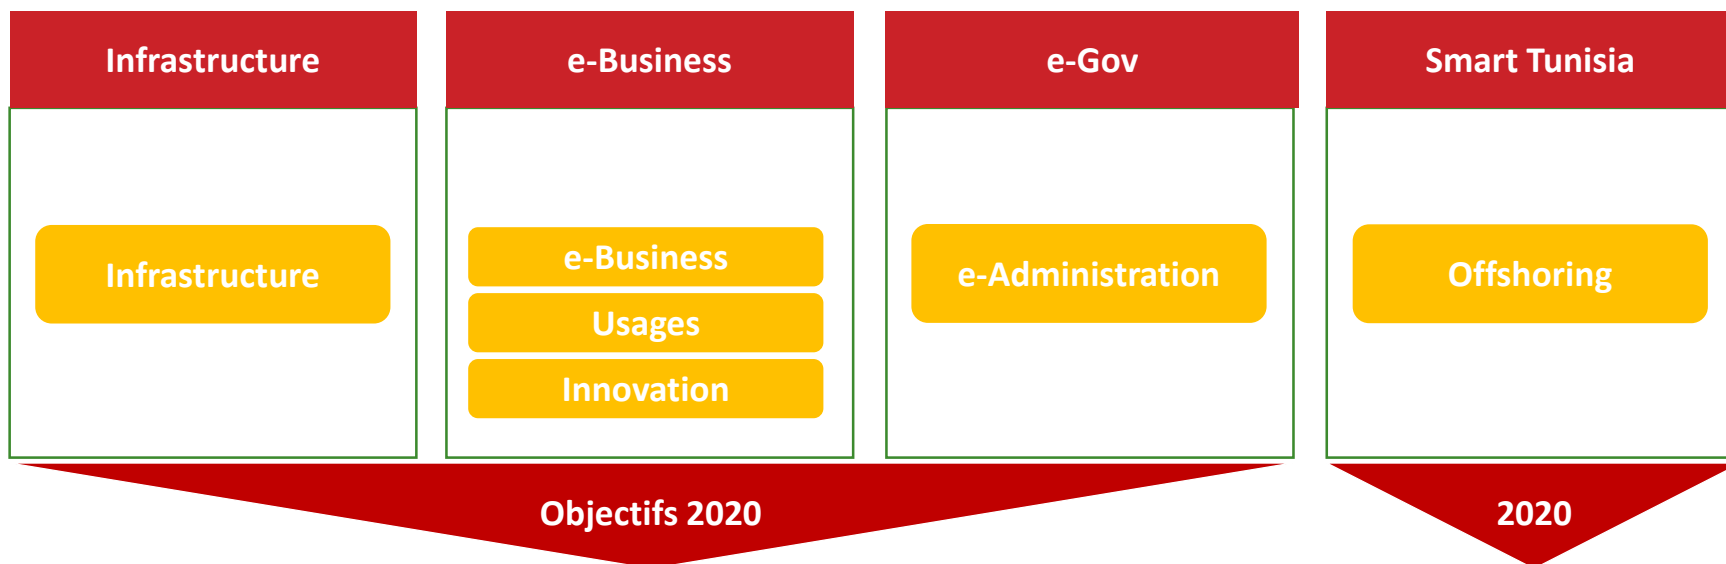 Infrastructure
e-Business
e-Gov
Smart Tunisia
Infrastructure
e-Business
Usages
Innovation
e-Administration
Offshoring
Objectifs 2020
2020